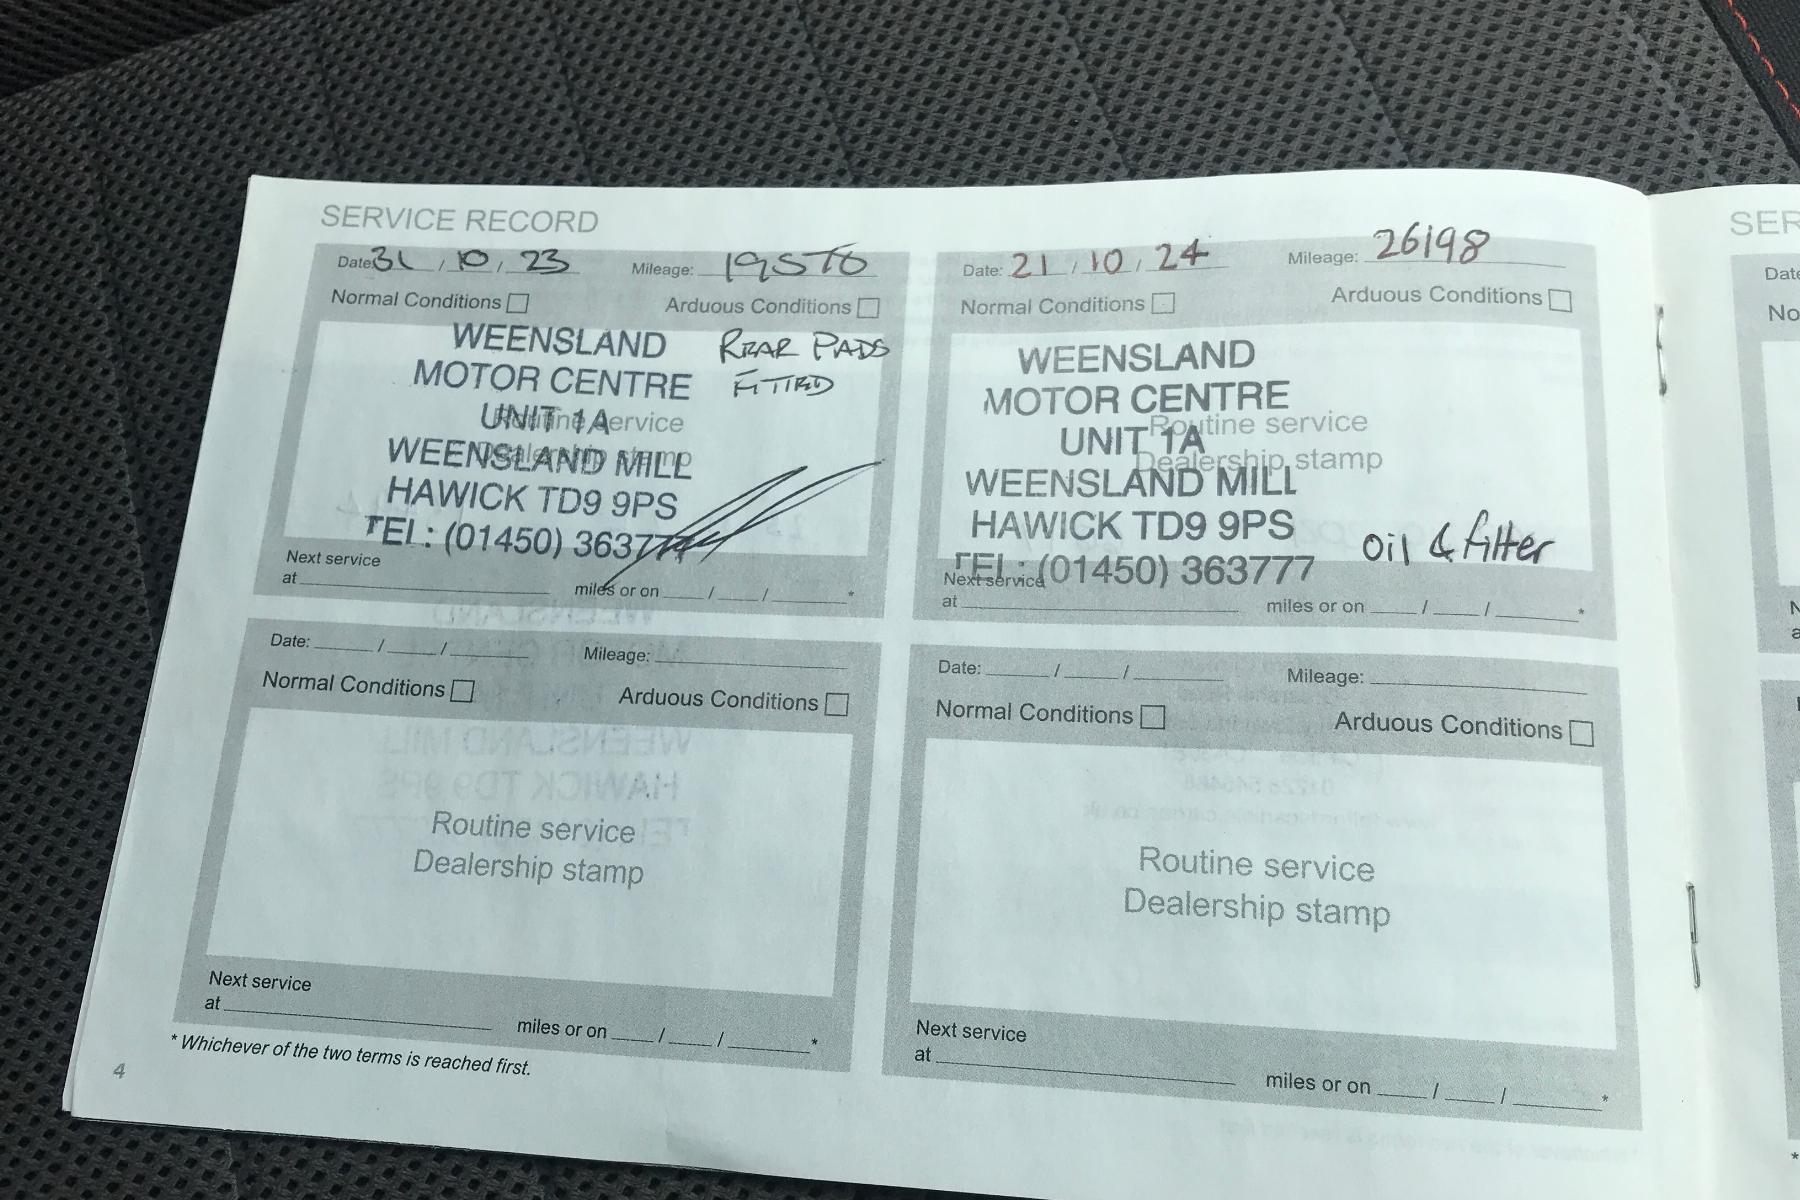 SERVICE RECORD
Date: 31 / 10 / 23 Mileage: 19570
Normal Conditions Arduous Conditions
WEENSLAND
MOTOR CENTRE
UNIT 1A
WEENSLAND MILL
HAWICK TD9 9PS
TEL: (01450) 363777
REAR PADS
FITTED
Routine service
Dealership stamp
Next service
at miles or on / / *
Date: 21 / 10 / 24 Mileage: 26198
Normal Conditions Arduous Conditions
WEENSLAND
MOTOR CENTRE
UNIT 1A
WEENSLAND MILL
HAWICK TD9 9PS
TEL: (01450) 363777
Routine service
Dealership stamp
oil & filter
Next service
at miles or on / / *
Date: / / Mileage:
Normal Conditions Arduous Conditions
Routine service
Dealership stamp
Next service
at miles or on / / *
Date: / / Mileage:
Normal Conditions Arduous Conditions
Routine service
Dealership stamp
Next service
at miles or on / / *
* Whichever of the two terms is reached first.
4